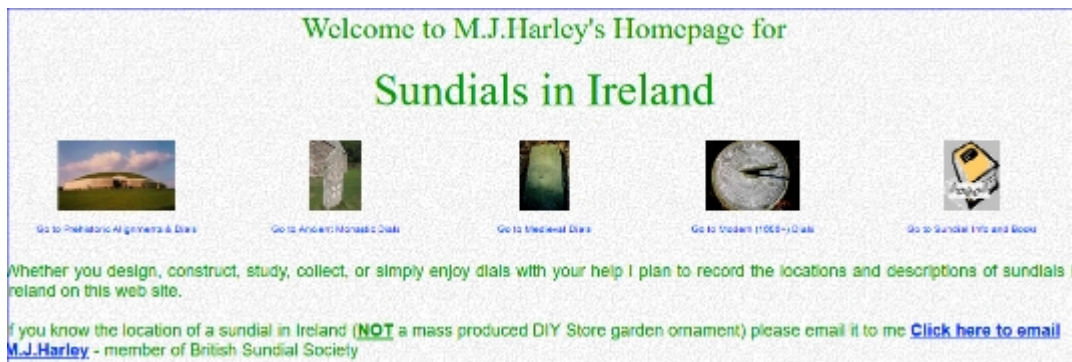 Welcome to M.J.Harley's Homepage for
Sundials in Ireland
Go to Prehistoric Alignments & Dials
Go to Ancient Monastic Dials
Go to Medieval Dials
Go to Modern (1600+) Dials
Go to Sundial Info and Books
Whether you design, construct, study, collect, or simply enjoy dials with your help I plan to record the locations and descriptions of sundials
reland on this web site.
f you know the location of a sundial in Ireland (NOT a mass produced DIY Store garden ornament) please email it to me Click here to email
M.J.Harley - member of British Sundial Society